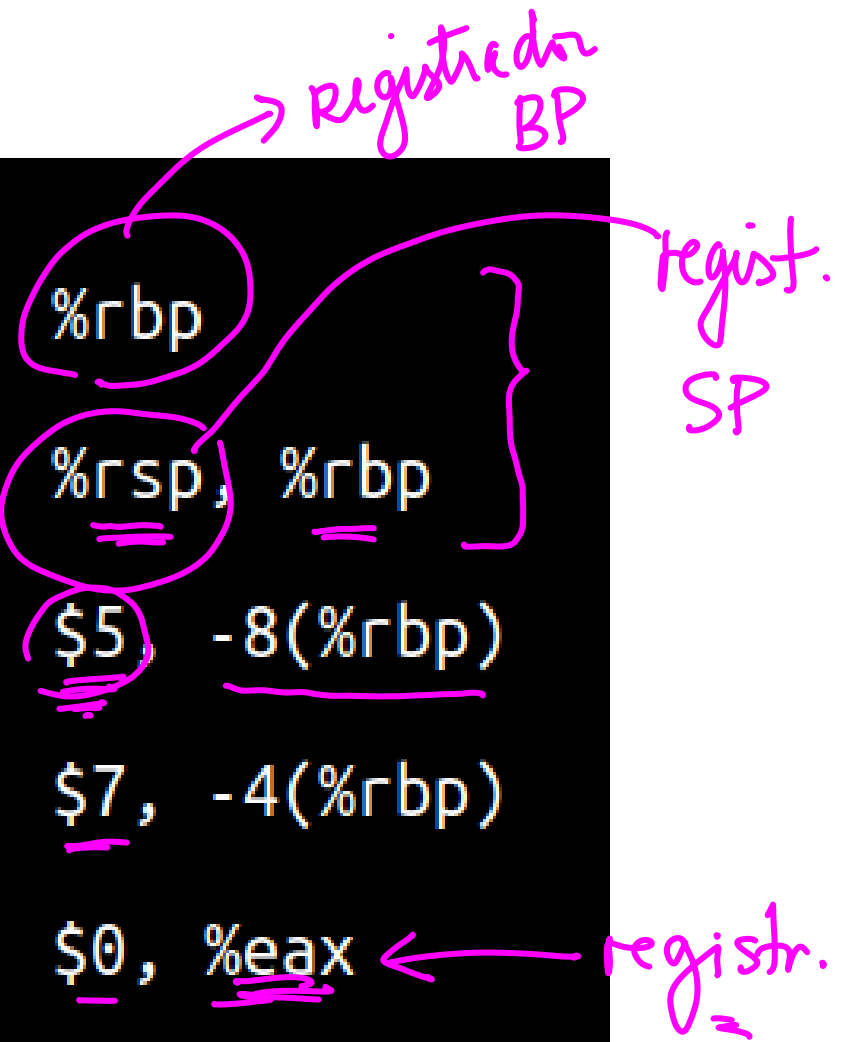 Registrador
BP
%rbp
regist.
SP
%rsp, %rbp
$5, -8(%rbp)
$7, -4(%rbp)
$0, %eax
registr.